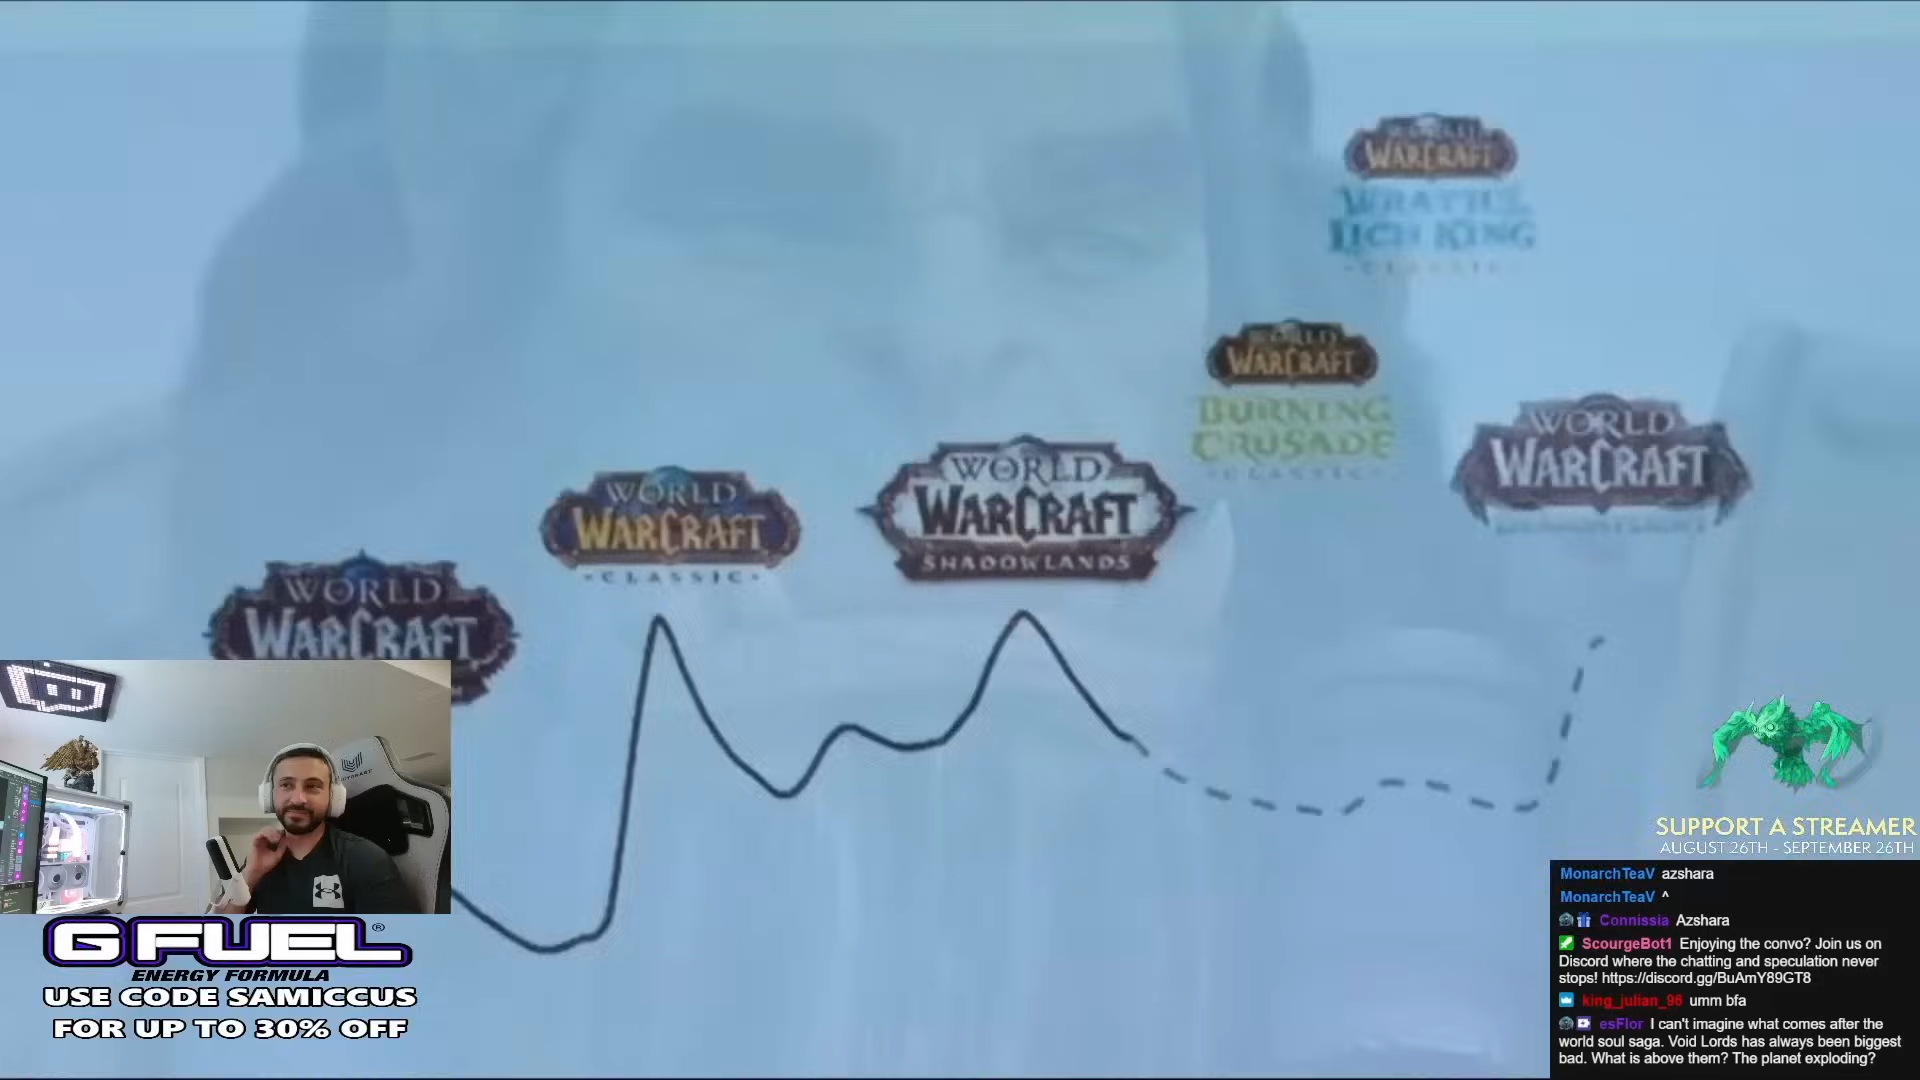 WORLD
WARCRAFT
WRATH
LICH KING
CLASSIC
WORLD
WARCRAFT
BURNING
CRUSADE
CLASSIC
WORLD
WARCRAFT
WORLD
WARCRAFT
SHADOWLANDS
WORLD
WARCRAFT
CLASSIC
WORLD
WARCRAFT
G FUEL®
ENERGY FORMULA
USE CODE SAMICCUS
FOR UP TO 30% OFF
SUPPORT A STREAMER
AUGUST 26TH - SEPTEMBER 26TH
MonarchTeaV azshara
MonarchTeaV ^
Connissia Azshara
ScourgeBot1 Enjoying the convo? Join us on
Discord where the chatting and speculation never
stops! https://discord.gg/BuAmY89GT8
king_julian_96 umm bfa
esFlor I can't imagine what comes after the
world soul saga. Void Lords has always been biggest
bad. What is above them? The planet exploding?